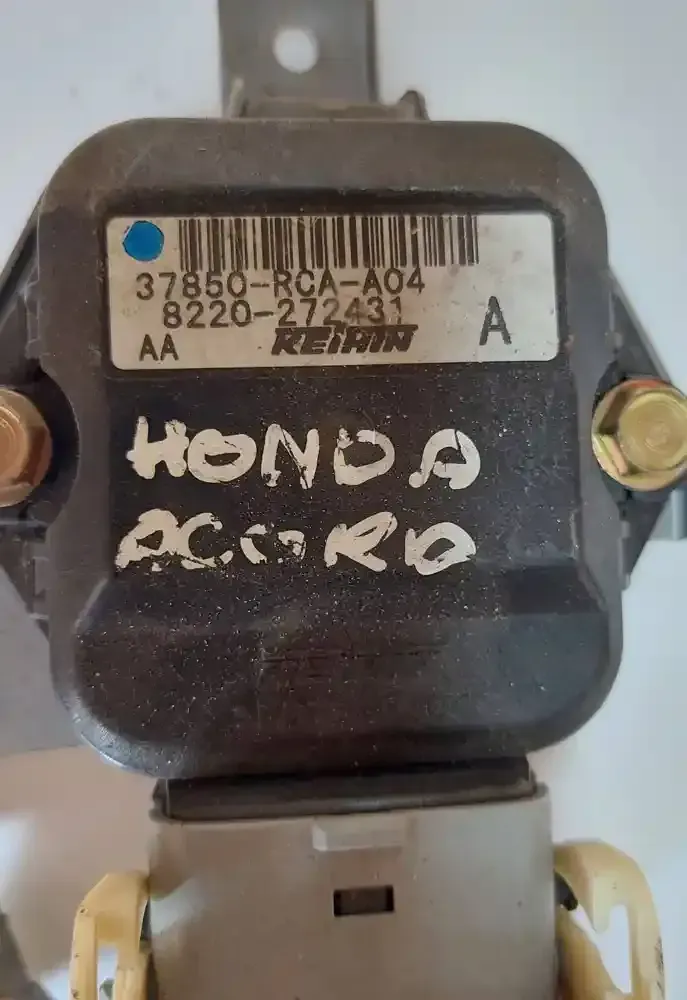 37850-RCA-A04
8220-272431
AA KEIHIN A
HONDA
ACCORD